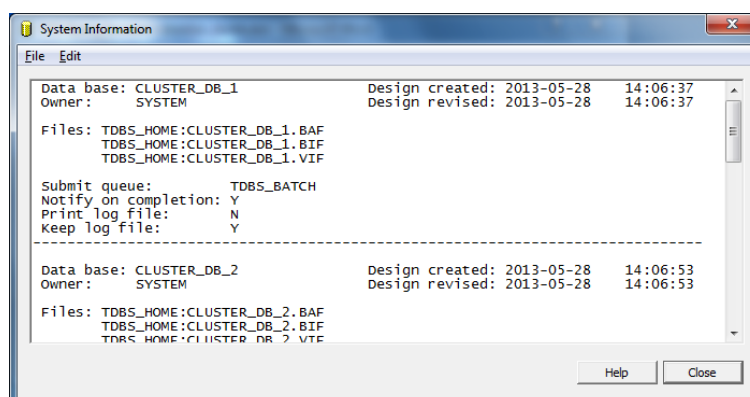 System Information
File Edit
Data base: CLUSTER_DB_1 Design created: 2013-05-28 14:06:37
Owner: SYSTEM Design revised: 2013-05-28 14:06:37
Files: TDBS_HOME:CLUSTER_DB_1.BAF
TDBS_HOME:CLUSTER_DB_1.BIF
TDBS_HOME:CLUSTER_DB_1.VIF
Submit queue: TDBS_BATCH
Notify on completion: Y
Print log file: N
Keep log file: Y
--------------------------------------------------------------------------------
Data base: CLUSTER_DB_2 Design created: 2013-05-28 14:06:53
Owner: SYSTEM Design revised: 2013-05-28 14:06:53
Files: TDBS_HOME:CLUSTER_DB_2.BAF
TDBS_HOME:CLUSTER_DB_2.BIF
TDBS_HOME:CLUSTER_DB_2.VIF
Help Close